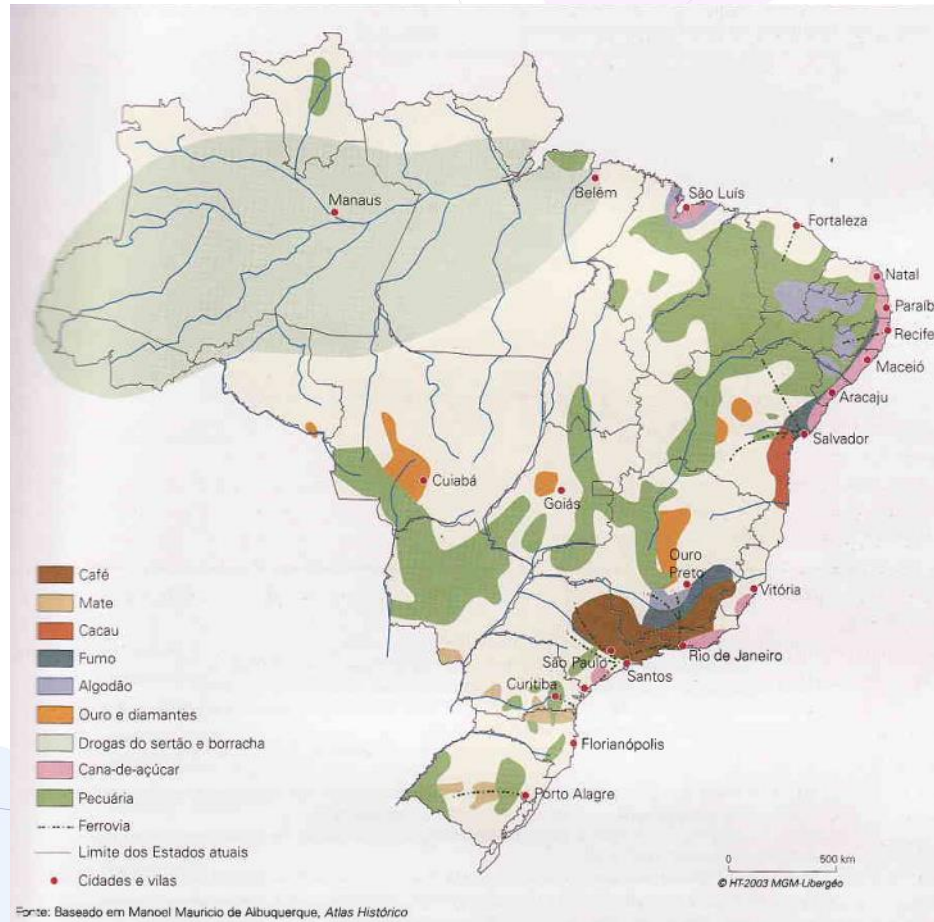 Manaus
Belém
São Luís
Fortaleza
Natal
Paraíb
Recife
Maceió
Aracaju
Salvador
Cuiabá
Goiás
Ouro
Preto
Vitória
São Paulo
Rio de Janeiro
Santos
Curitiba
Florianópolis
Porto Alagre
Café
Mate
Cacau
Fumo
Algodão
Ouro e diamantes
Drogas do sertão e borracha
Cana-de-açúcar
Pecuária
Ferrovia
Limite dos Estados atuais
Cidades e vilas
0 500 km
© HT-2003 MGM-Libergéo
Fonte: Baseado em Manoel Mauricio de Albuquerque, Atlas Histórico